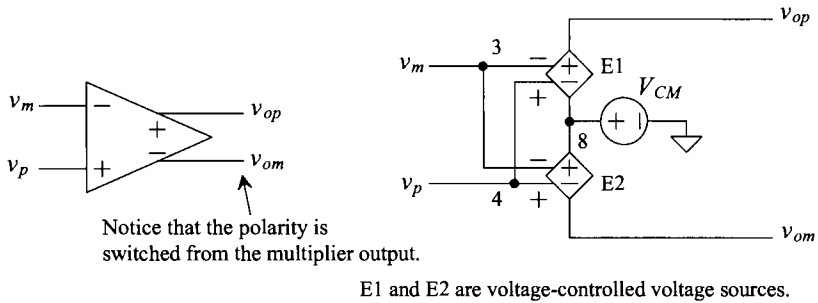 v_m
−
+
−
v_op
v_p
+
v_om
Notice that the polarity is
switched from the multiplier output.
v_op
3
v_m
−
+
−
E1
+
V_CM
+
−
8
−
+
−
E2
v_p
4
+
v_om
E1 and E2 are voltage-controlled voltage sources.